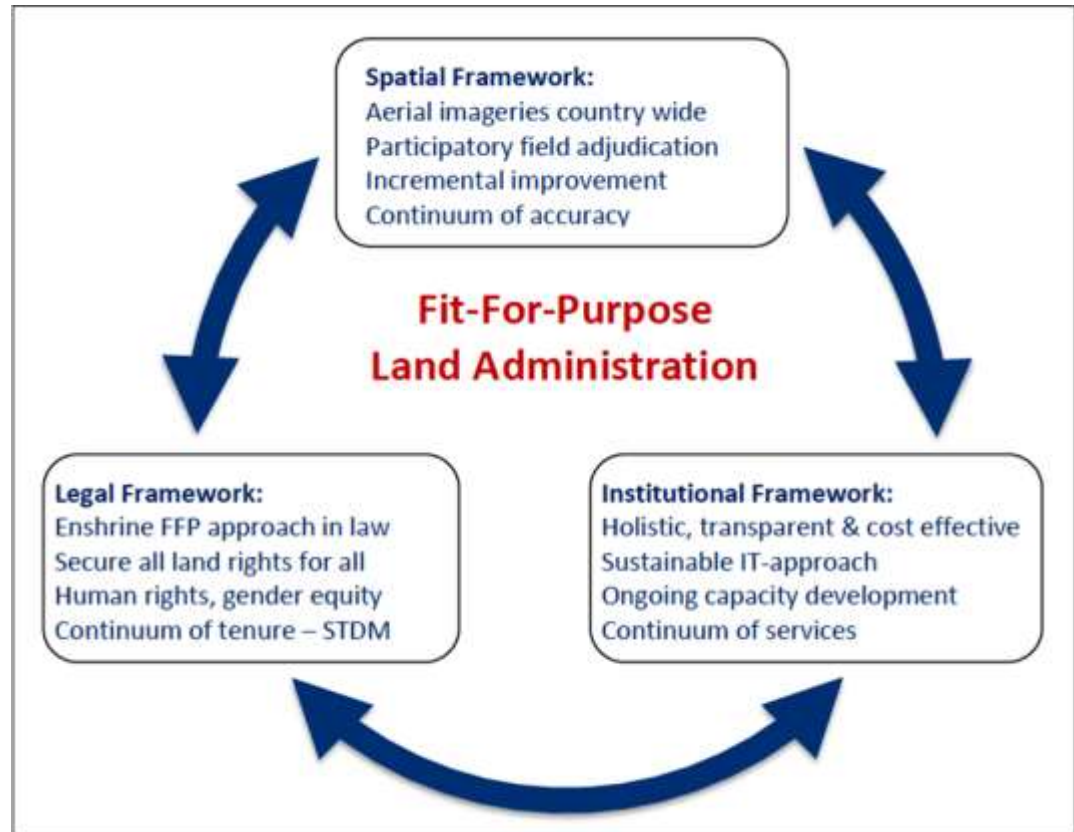 Spatial Framework:
Aerial imageries country wide
Participatory field adjudication
Incremental improvement
Continuum of accuracy
Fit-For-Purpose
Land Administration
Legal Framework:
Enshrine FFP approach in law
Secure all land rights for all
Human rights, gender equity
Continuum of tenure – STDM
Institutional Framework:
Holistic, transparent & cost effective
Sustainable IT-approach
Ongoing capacity development
Continuum of services